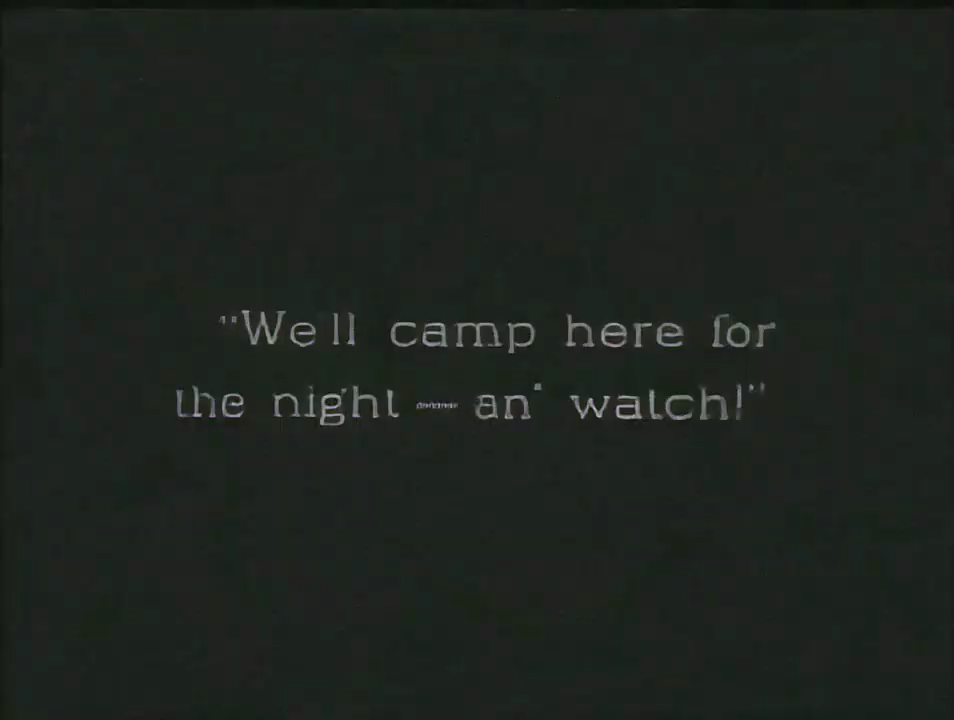 "We'll camp here for
the night — an' watch!"